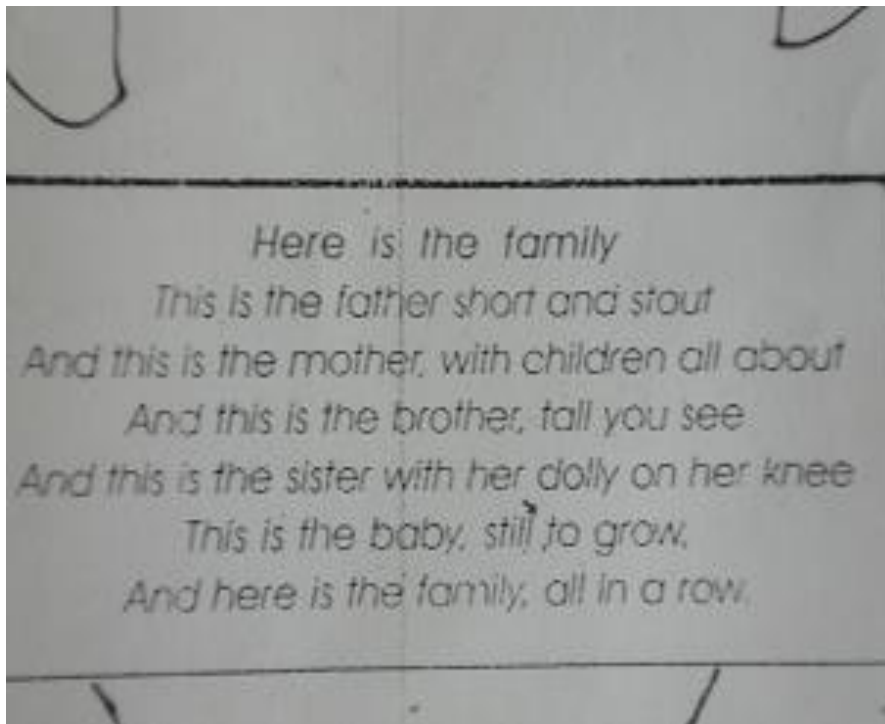 Here is the family
This is the father short and stout
And this is the mother, with children all about
And this is the brother, tall you see
And this is the sister with her dolly on her knee
This is the baby, still to grow,
And here is the family, all in a row.